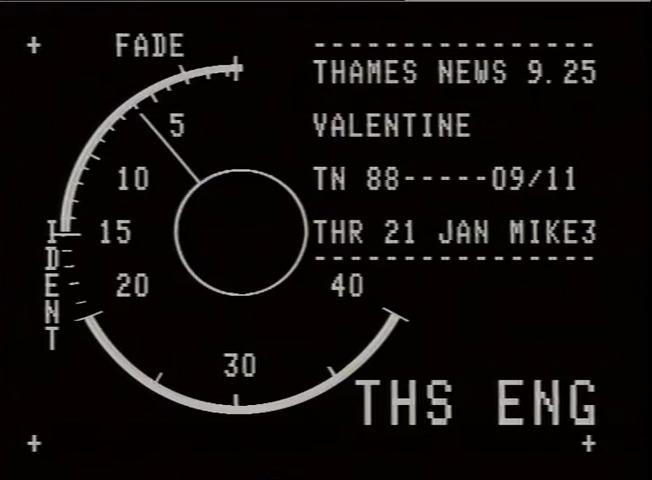 FADE
5
10
15
20
30
40
IDENT
----------------
THAMES NEWS 9.25
VALENTINE
TN 88-----09/11
THR 21 JAN MIKE3
----------------
THS ENG